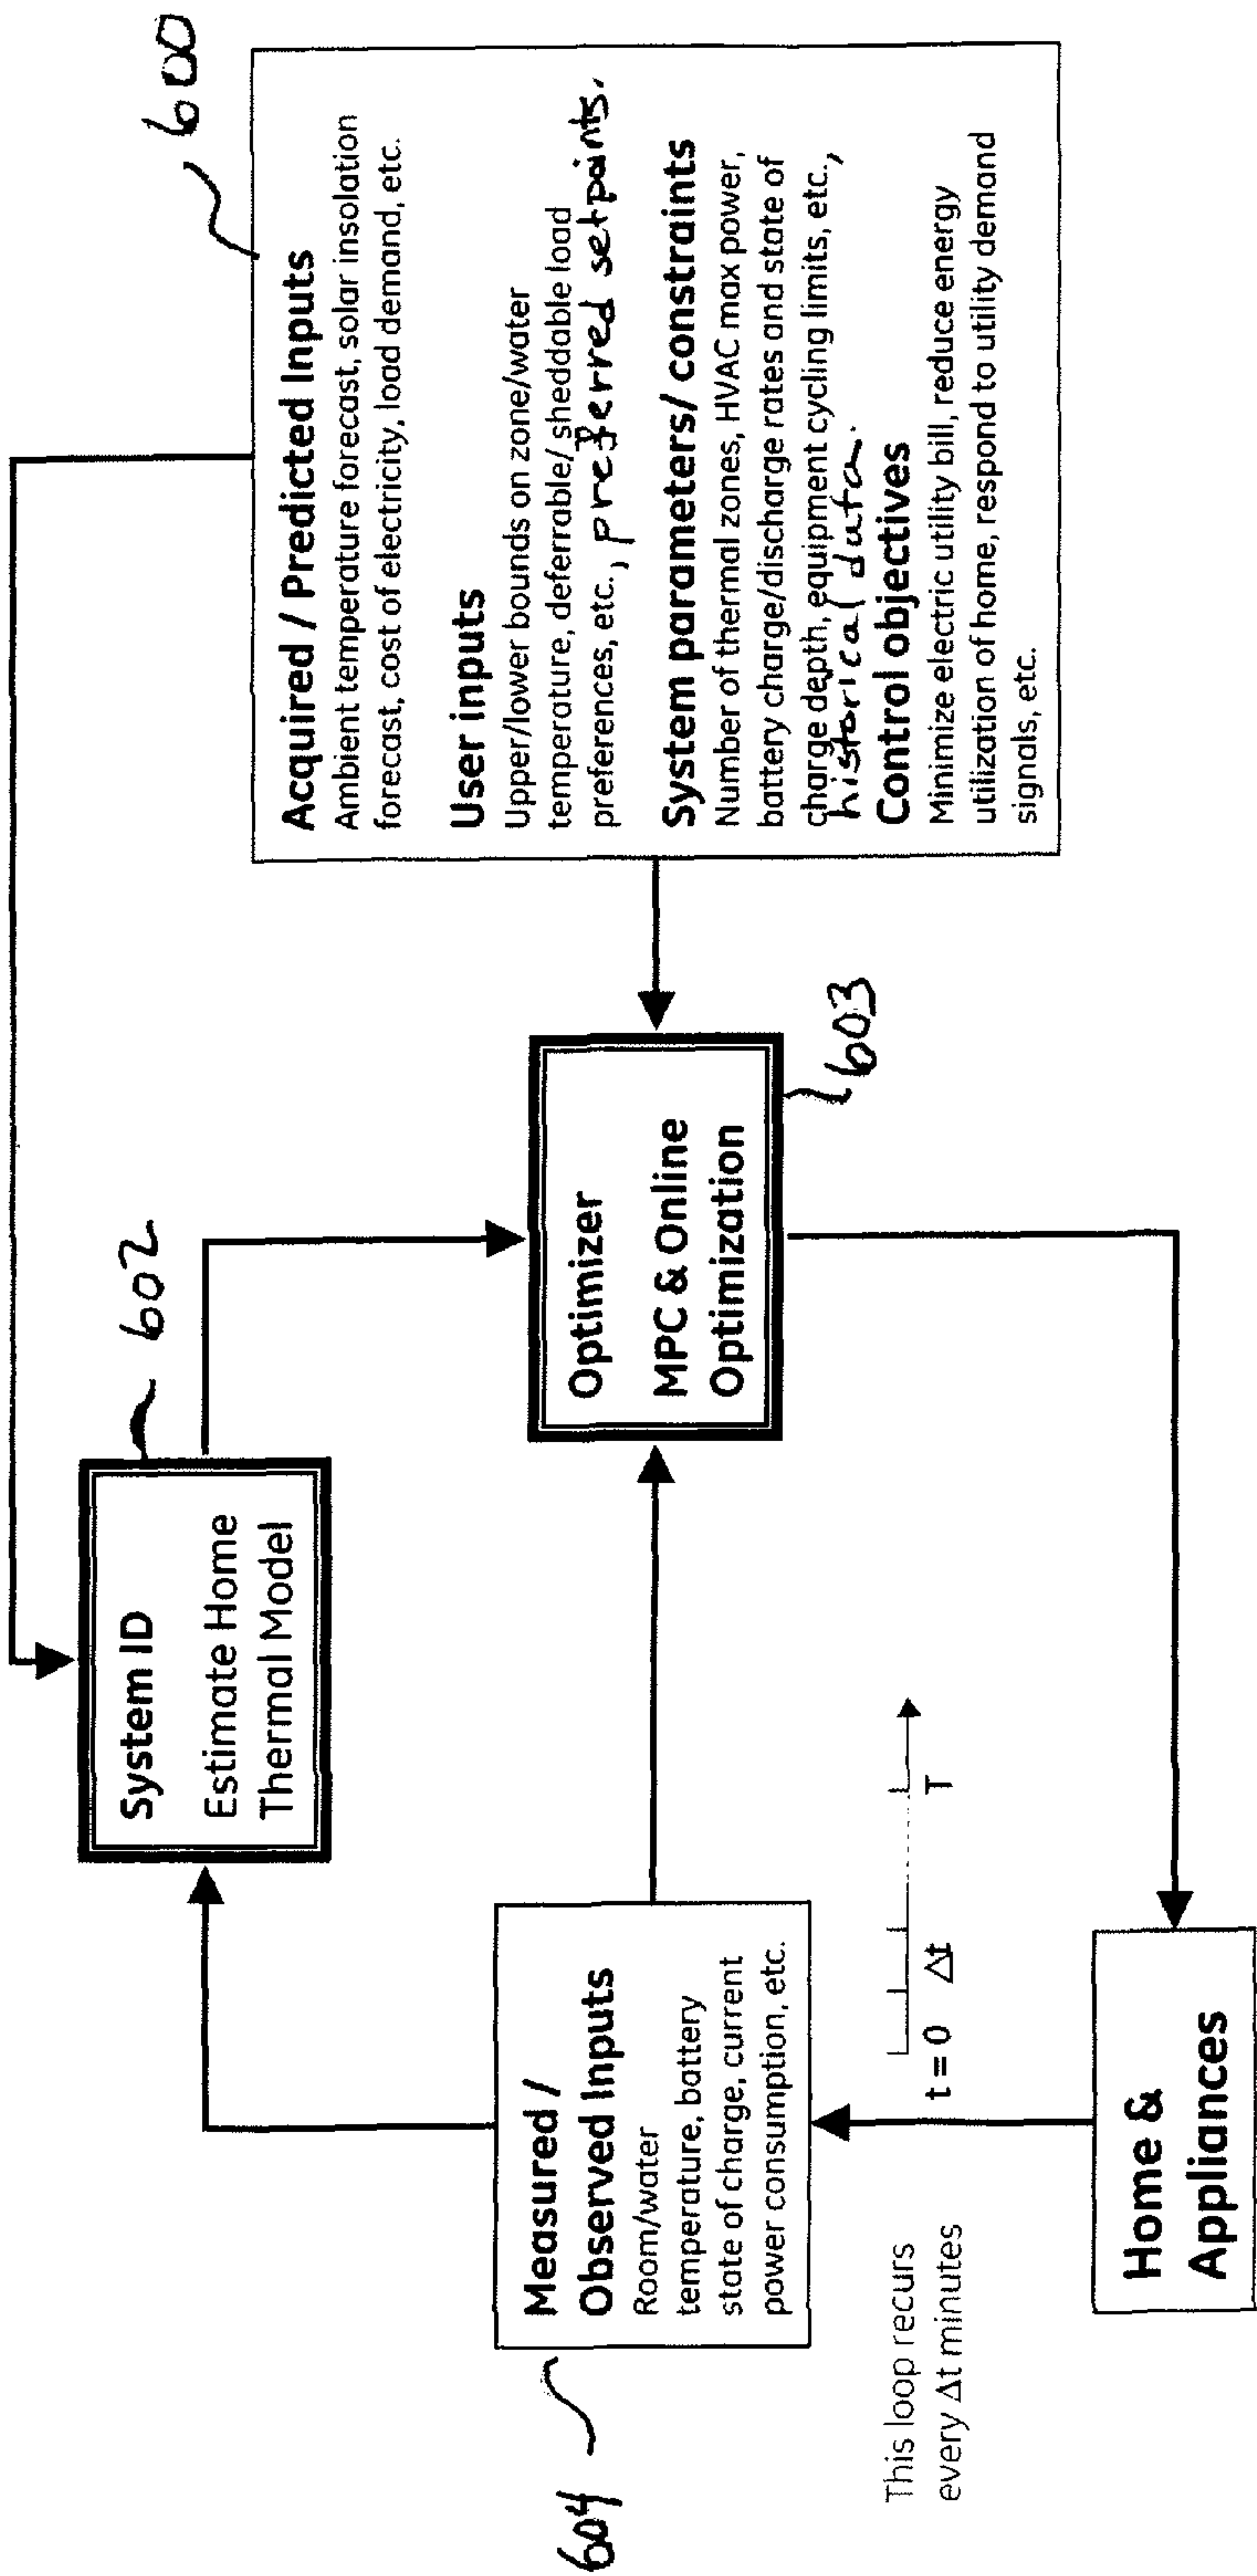 600
Acquired / Predicted Inputs
Ambient temperature forecast, solar insolation
forecast, cost of electricity, load demand, etc.
User inputs
Upper/lower bounds on zone/water
temperature, deferrable/ sheddable load
preferences, etc., preferred setpoints.
System parameters/ constraints
Number of thermal zones, HVAC max power,
battery charge/discharge rates and state of
charge depth, equipment cycling limits, etc.,
historical data.
Control objectives
Minimize electric utility bill, reduce energy
utilization of home, respond to utility demand
signals, etc.
602
System ID
Estimate Home
Thermal Model
603
Optimizer
MPC & Online
Optimization
604
Measured /
Observed Inputs
Room/water
temperature, battery
state of charge, current
power consumption, etc.
This loop recurs
every Δt minutes
t = 0 Δt T
Home &
Appliances